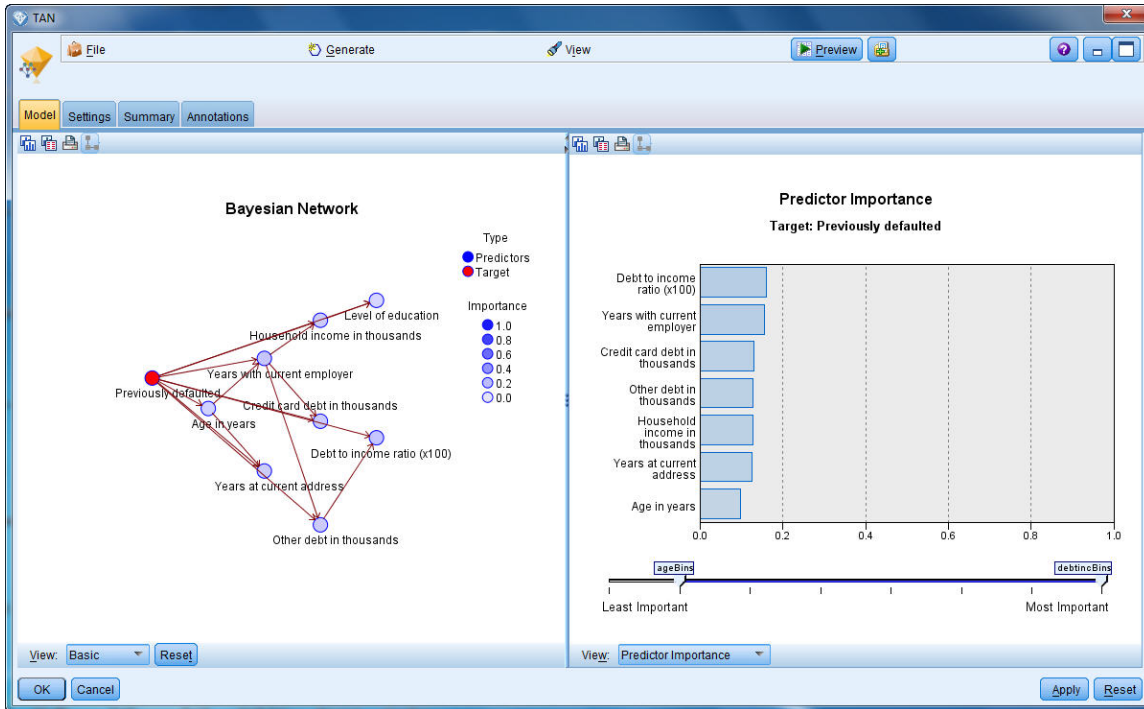 TAN
File
Generate
View
Preview
Model
Settings
Summary
Annotations
Bayesian Network
Type
Predictors
Target
Importance
1.0
0.8
0.6
0.4
0.2
0.0
Level of education
Household income in thousands
Years with current employer
Previously defaulted
Credit card debt in thousands
Age in years
Debt to income ratio (x100)
Years at current address
Other debt in thousands
View:
Basic
Reset
Predictor Importance
Target: Previously defaulted
Debt to income
ratio (x100)
Years with current
employer
Credit card debt in
thousands
Other debt in
thousands
Household
income in
thousands
Years at current
address
Age in years
0.0
0.2
0.4
0.6
0.8
1.0
ageBins
debtincBins
Least Important
Most Important
View:
Predictor Importance
OK
Cancel
Apply
Reset